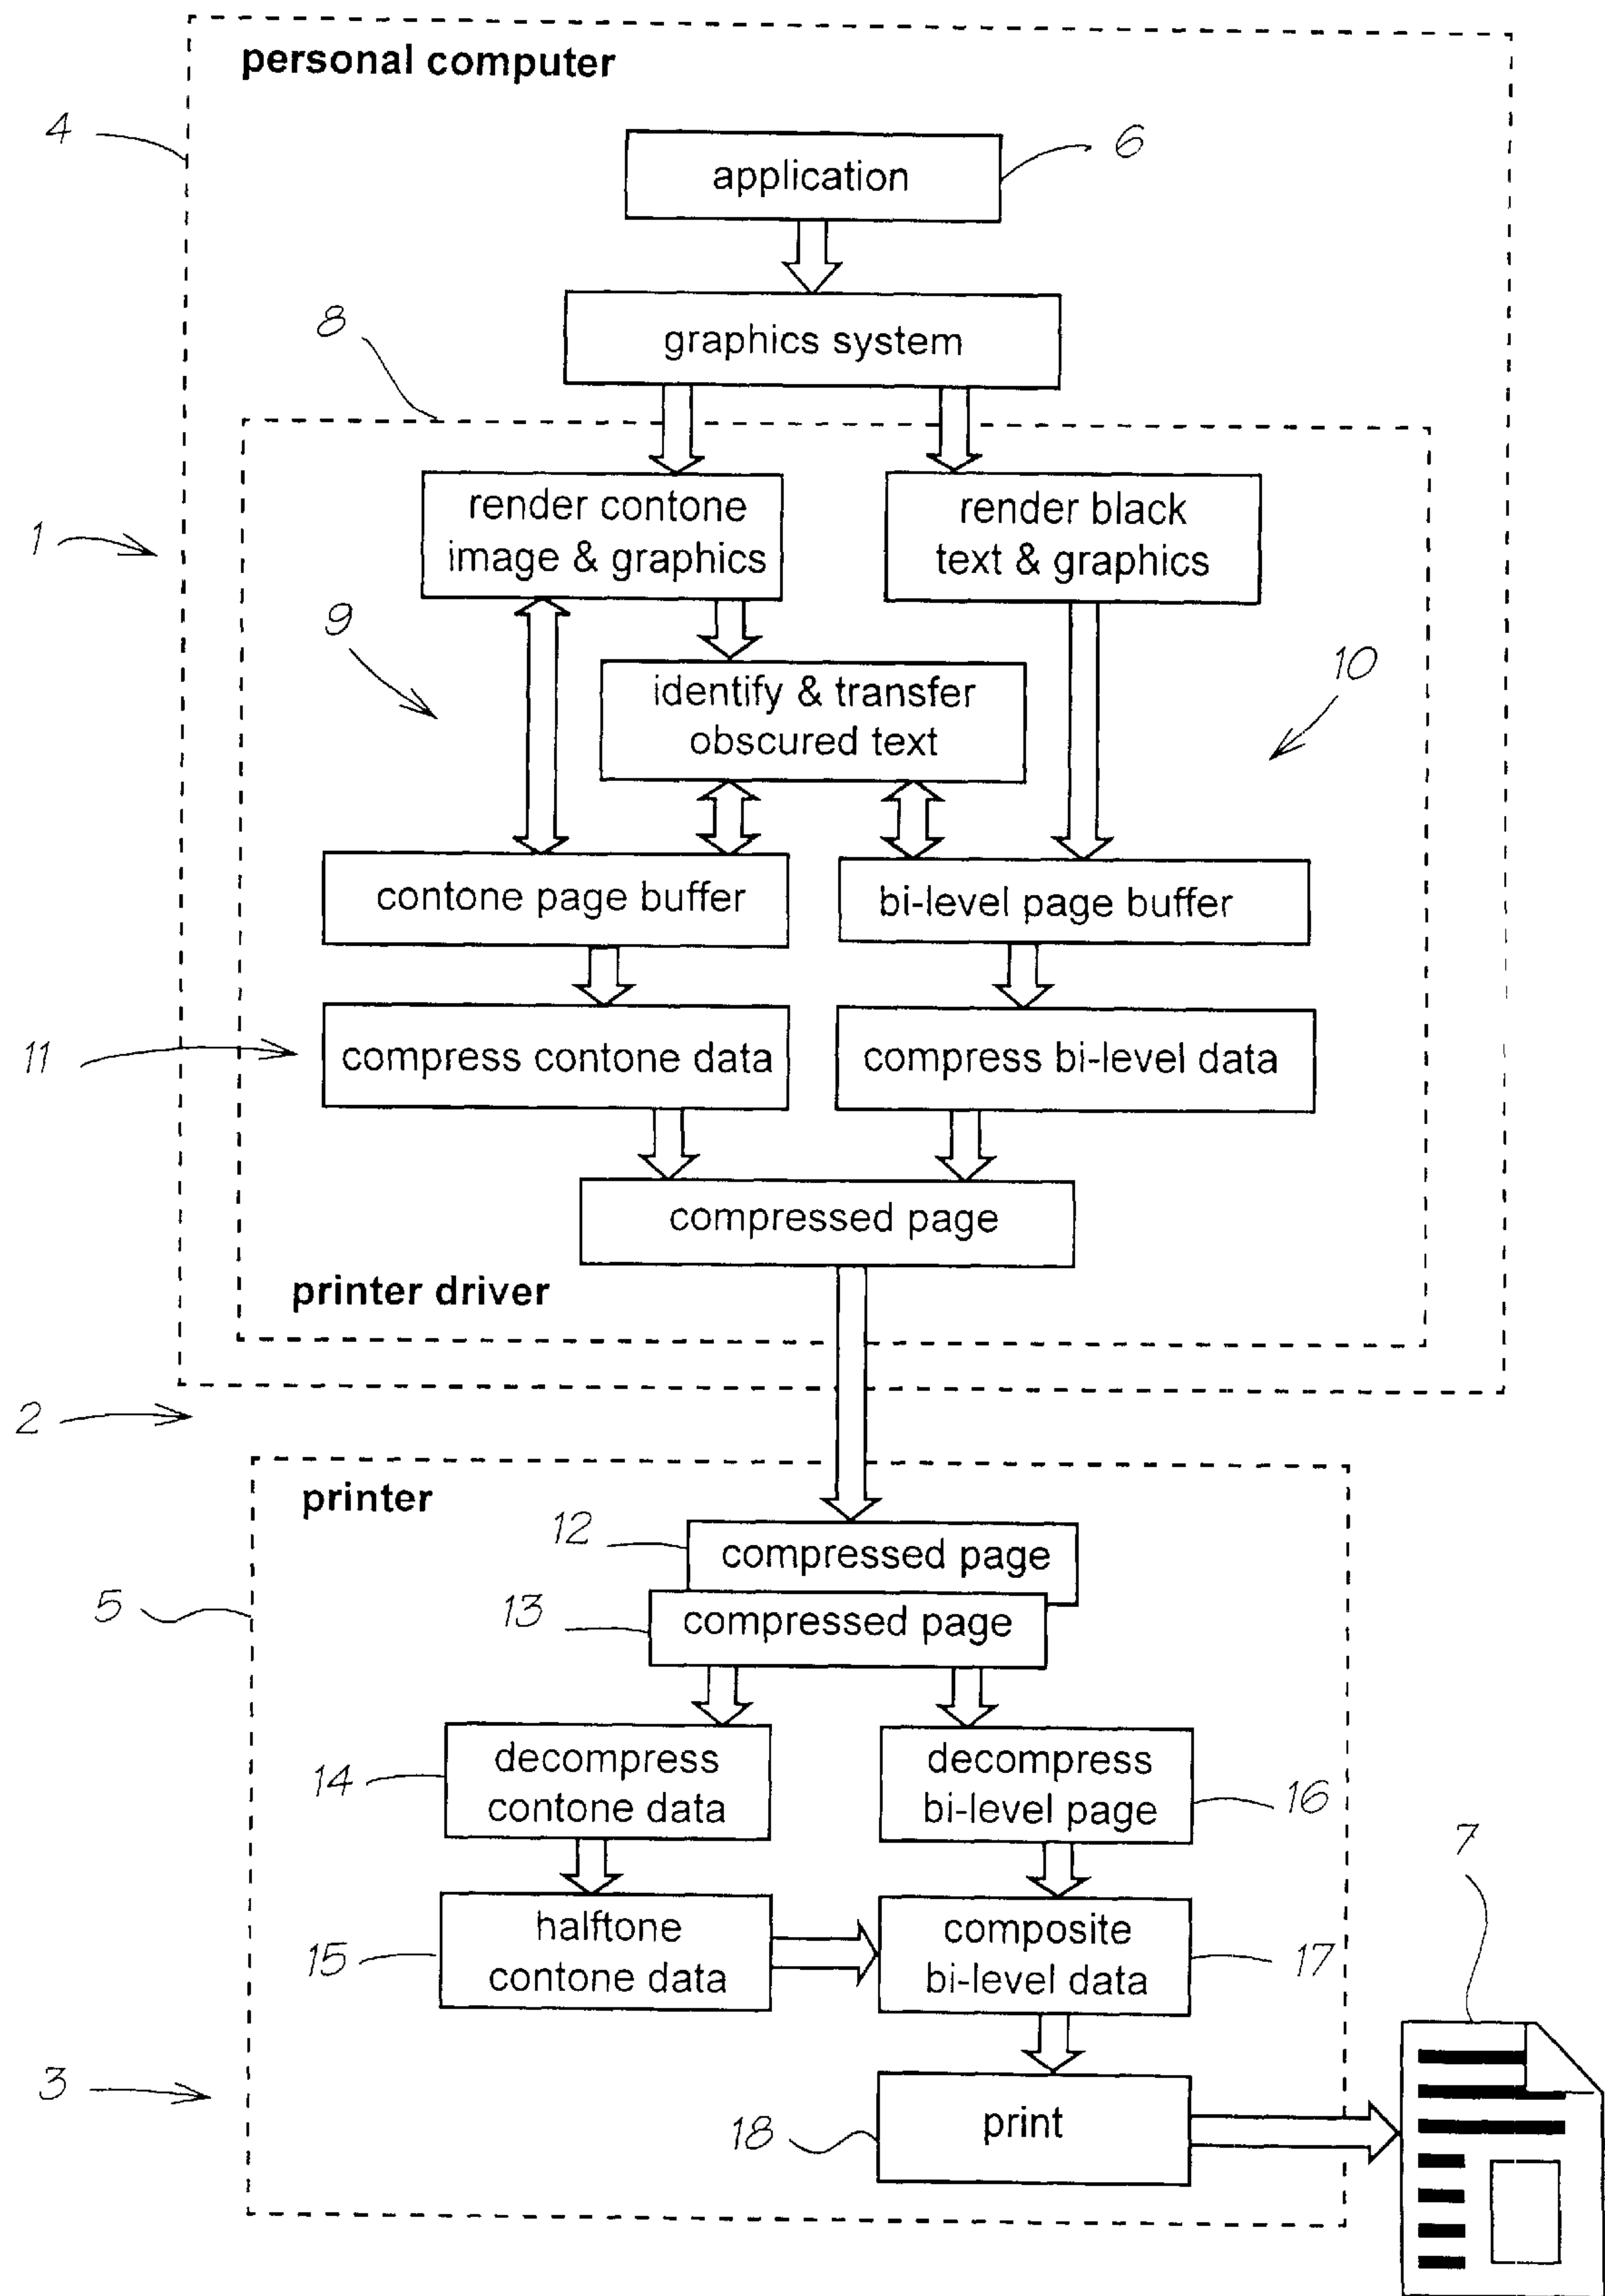 personal computer
4
application
6
graphics system
8
render contone
image & graphics
render black
text & graphics
1
9
identify & transfer
obscured text
10
contone page buffer
bi-level page buffer
11
compress contone data
compress bi-level data
compressed page
printer driver
2
printer
12
compressed page
5
13
compressed page
14
decompress
contone data
decompress
bi-level page
16
7
15
halftone
contone data
composite
bi-level data
17
3
18
print